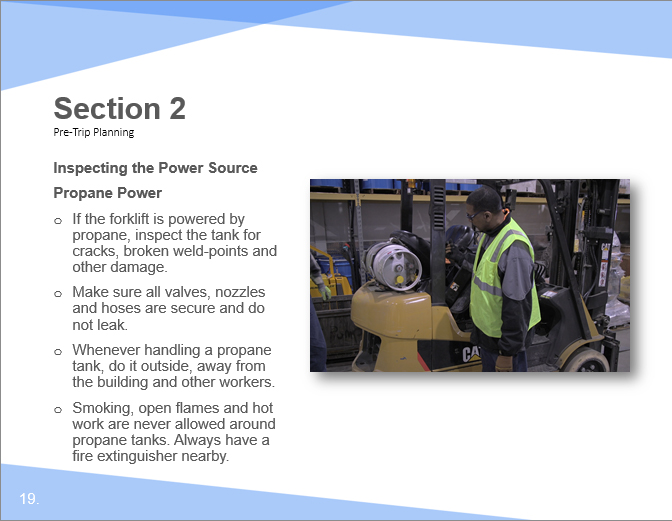 Section 2
Pre-Trip Planning
Inspecting the Power Source
Propane Power
o If the forklift is powered by
propane, inspect the tank for
cracks, broken weld-points and
other damage.
o Make sure all valves, nozzles
and hoses are secure and do
not leak.
o Whenever handling a propane
tank, do it outside, away from
the building and other workers.
o Smoking, open flames and hot
work are never allowed around
propane tanks. Always have a
fire extinguisher nearby.
CAT
19.